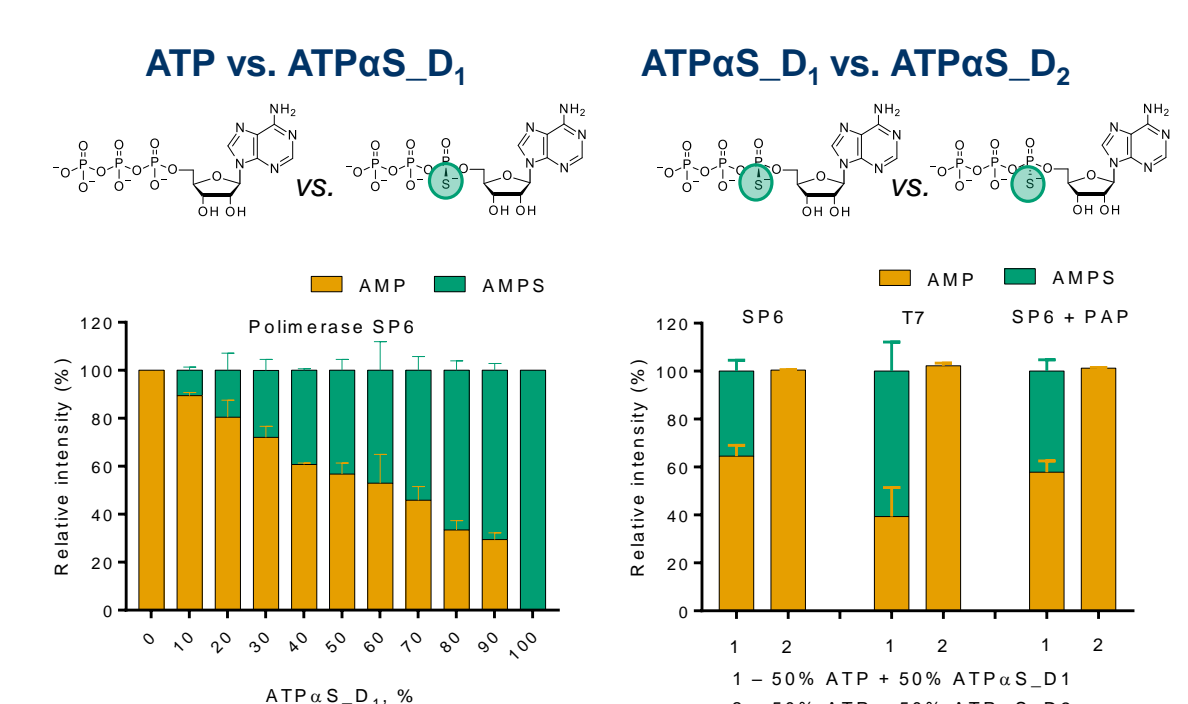 ATP vs. ATPαS_D₁
ATPαS_D₁ vs. ATPαS_D₂
NH₂ NH₂ NH₂ NH₂
N N N N N N N N
N N N N N N N N
⁻O P O P O P O O
⁻O P O P O P O O
⁻O P O P O P O O
⁻O P O P O P O O
O O O O⁻ O⁻ O⁻
O O O O⁻ O⁻ S⁻
O O O O⁻ O⁻ S⁻
O O O O⁻ O⁻ S⁻
vs. vs.
OH OH OH OH OH OH OH OH
AMP AMPS
Polimerase SP6
Relative intensity (%)
120
100
80
60
40
20
0
0 10 20 30 40 50 60 70 80 90 100
ATPαS_D₁, %
AMP AMPS
SP6 T7 SP6 + PAP
Relative intensity (%)
120
100
80
60
40
20
0
1 2 1 2 1 2
1 – 50% ATP + 50% ATPαS_D1